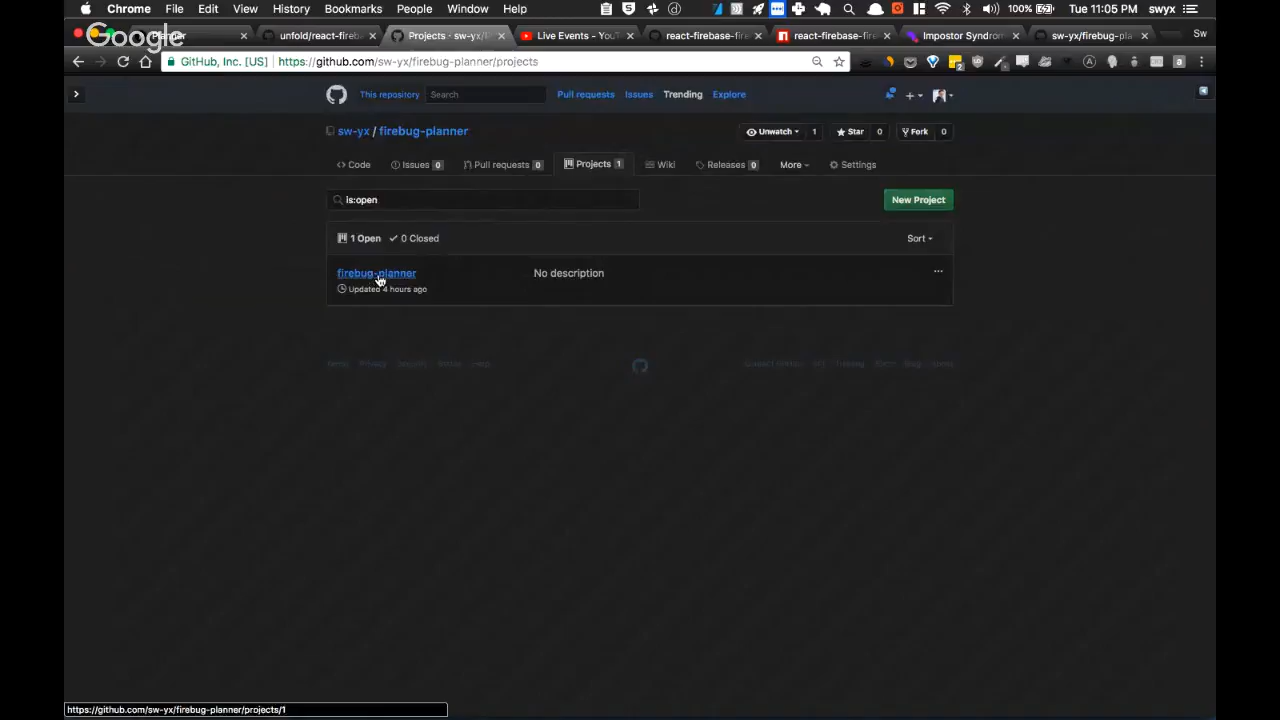 Chrome File Edit View History Bookmarks People Window Help 100% Tue 11:05 PM swyx
Google
unfold/react-fireb Projects · sw-yx/fi Live Events - YouT react-firebase-fire react-firebase-fire Impostor Syndrom sw-yx/firebug-pla Sw
GitHub, Inc. [US] https://github.com/sw-yx/firebug-planner/projects
This repository Search Pull requests Issues Trending Explore
sw-yx / firebug-planner Unwatch 1 Star 0 Fork 0
Code Issues 0 Pull requests 0 Projects 1 Wiki Releases 0 More Settings
is:open New Project
1 Open 0 Closed Sort
firebug-planner No description
Updated 4 hours ago
https://github.com/sw-yx/firebug-planner/projects/1